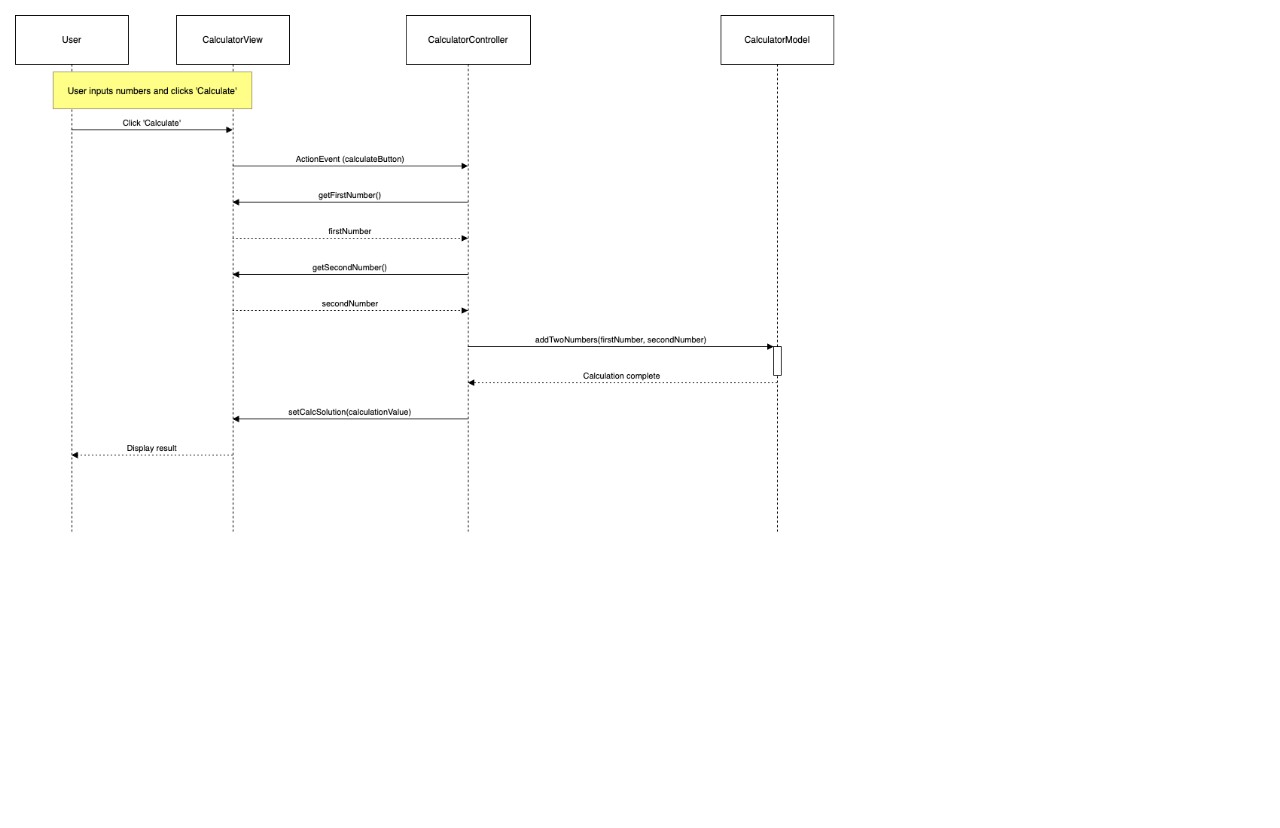 User
CalculatorView
CalculatorController
CalculatorModel
User inputs numbers and clicks 'Calculate'
Click 'Calculate'
ActionEvent (calculateButton)
getFirstNumber()
firstNumber
getSecondNumber()
secondNumber
addTwoNumbers(firstNumber, secondNumber)
Calculation complete
setCalcSolution(calculationValue)
Display result